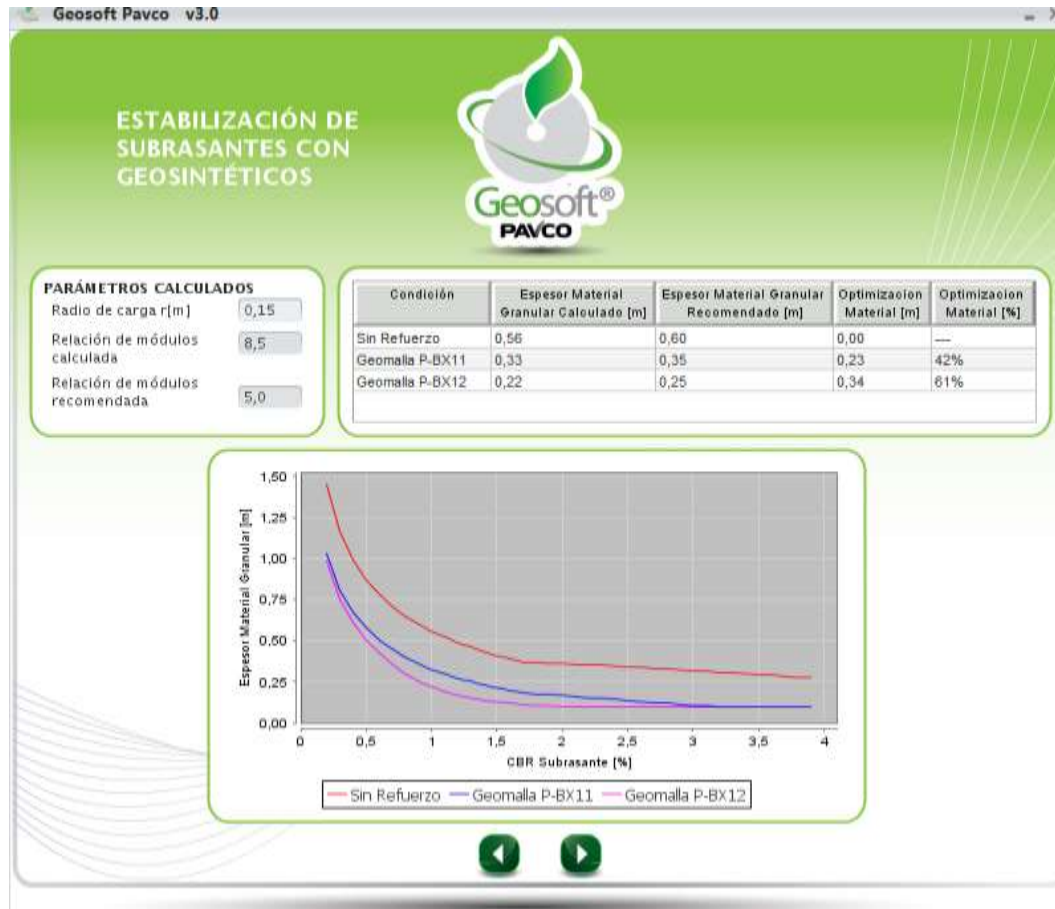 Geosoft Pavco v3.0
ESTABILIZACIÓN DE
SUBRASANTES CON
GEOSINTÉTICOS
Geosoft®
PAVCO
PARÁMETROS CALCULADOS
Radio de carga r[m] 0,15
Relación de módulos
calculada 8,5
Relación de módulos
recomendada 5,0
Condición Espesor Material Granular Calculado [m] Espesor Material Granular Recomendado [m] Optimizacion Material [m] Optimizacion Material [%]
Sin Refuerzo 0,56 0,60 0,00 ---
Geomalla P-BX11 0,33 0,35 0,23 42%
Geomalla P-BX12 0,22 0,25 0,34 61%
Espesor Material Granular [m]
1,50
1,25
1,00
0,75
0,50
0,25
0,00
0 0,5 1 1,5 2 2,5 3 3,5 4
CBR Subrasante [%]
Sin Refuerzo Geomalla P-BX11 Geomalla P-BX12